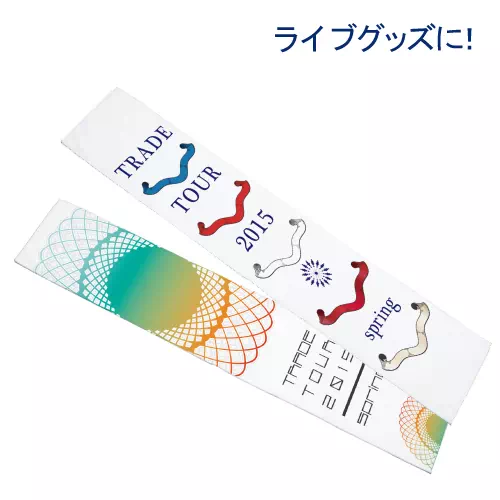 ライブグッズに!
TRADE
TOUR
2015
spring
TRADE
TOUR
2015
spring